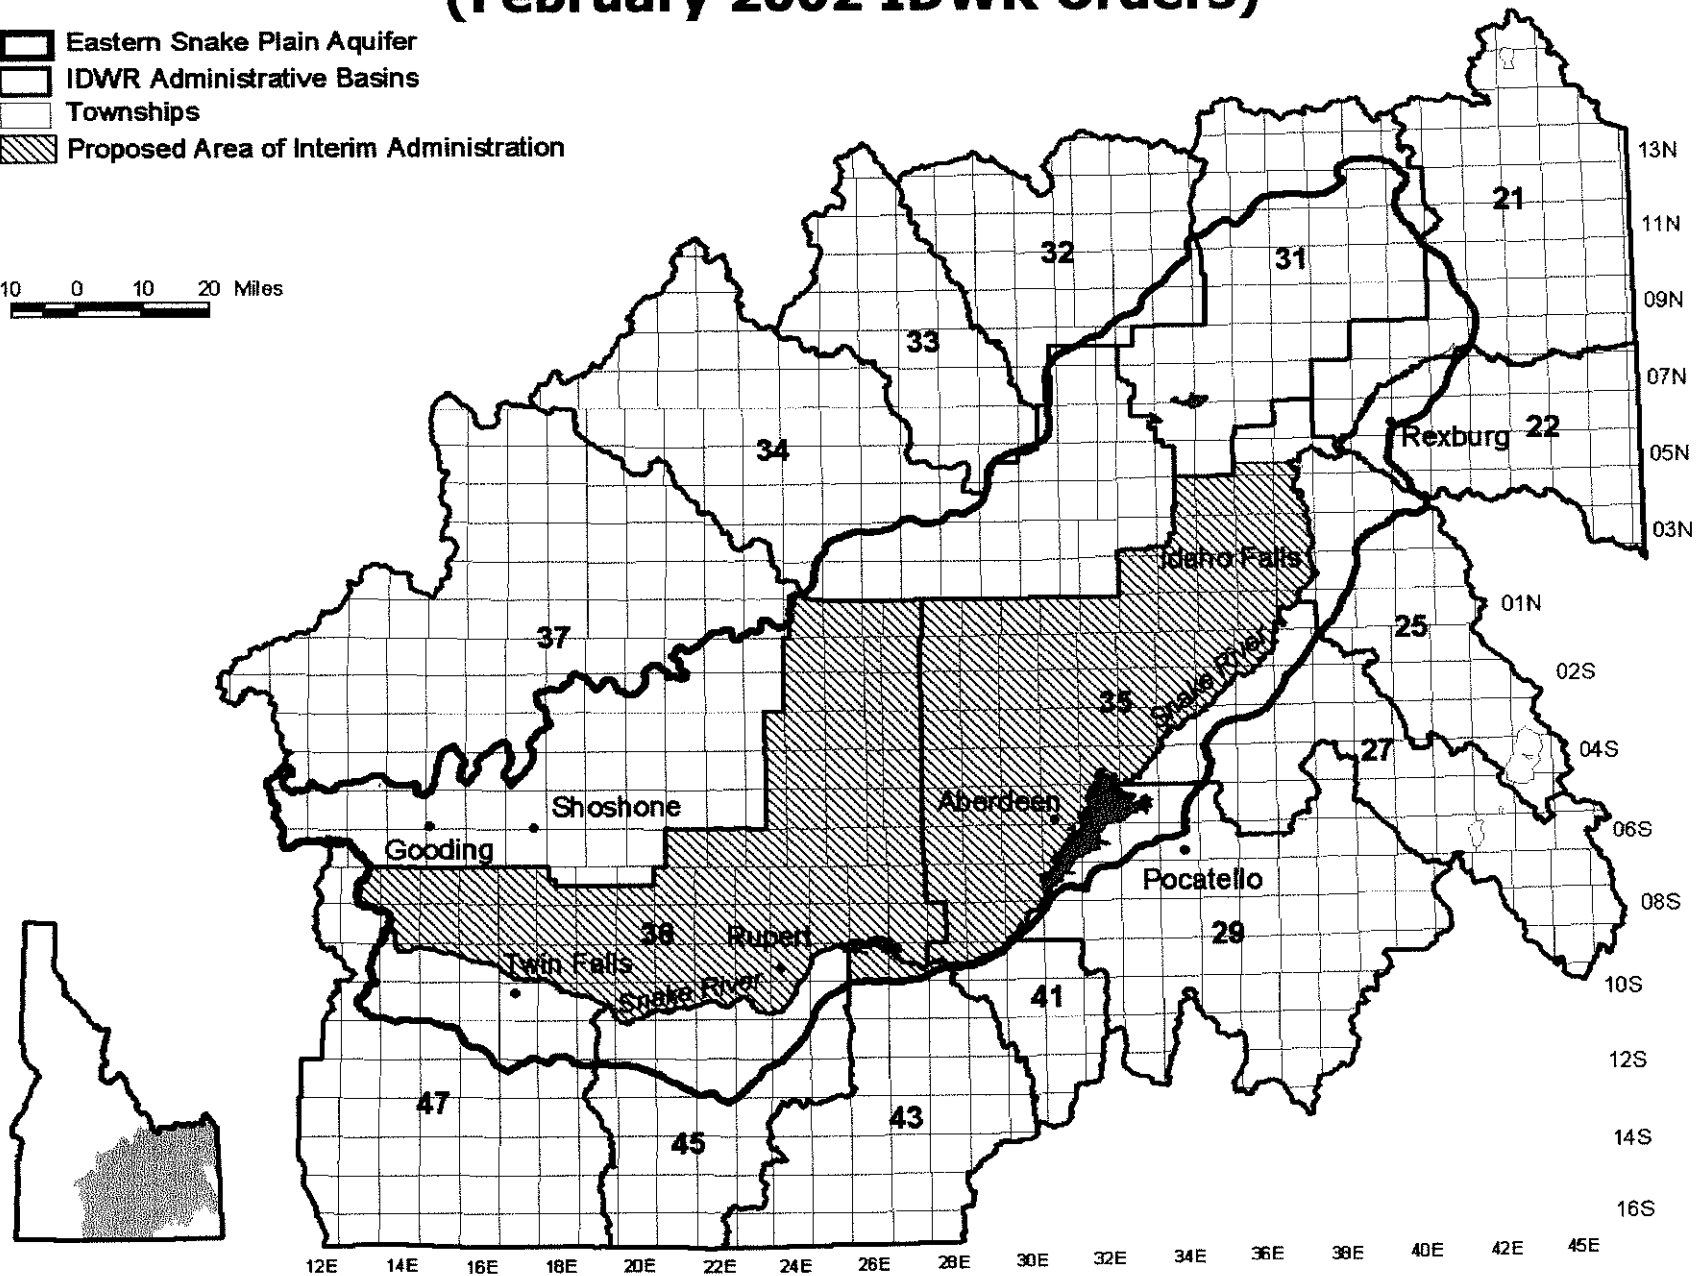 (February 2002 IDWR Orders)
Eastern Snake Plain Aquifer
IDWR Administrative Basins
Townships
Proposed Area of Interim Administration
10 0 10 20 Miles
13N
21
11N
32
31
09N
33
07N
22
Rexburg
34
05N
03N
Idaho Falls
01N
25
37
02S
35
Snake River
27
04S
Shoshone
Aberdeen
06S
Gooding
Pocatello
08S
36
Rupert
29
Twin Falls
10S
Snake River
41
12S
47
43
45
14S
16S
12E 14E 16E 18E 20E 22E 24E 26E 28E 30E 32E 34E 36E 38E 40E 42E 45E